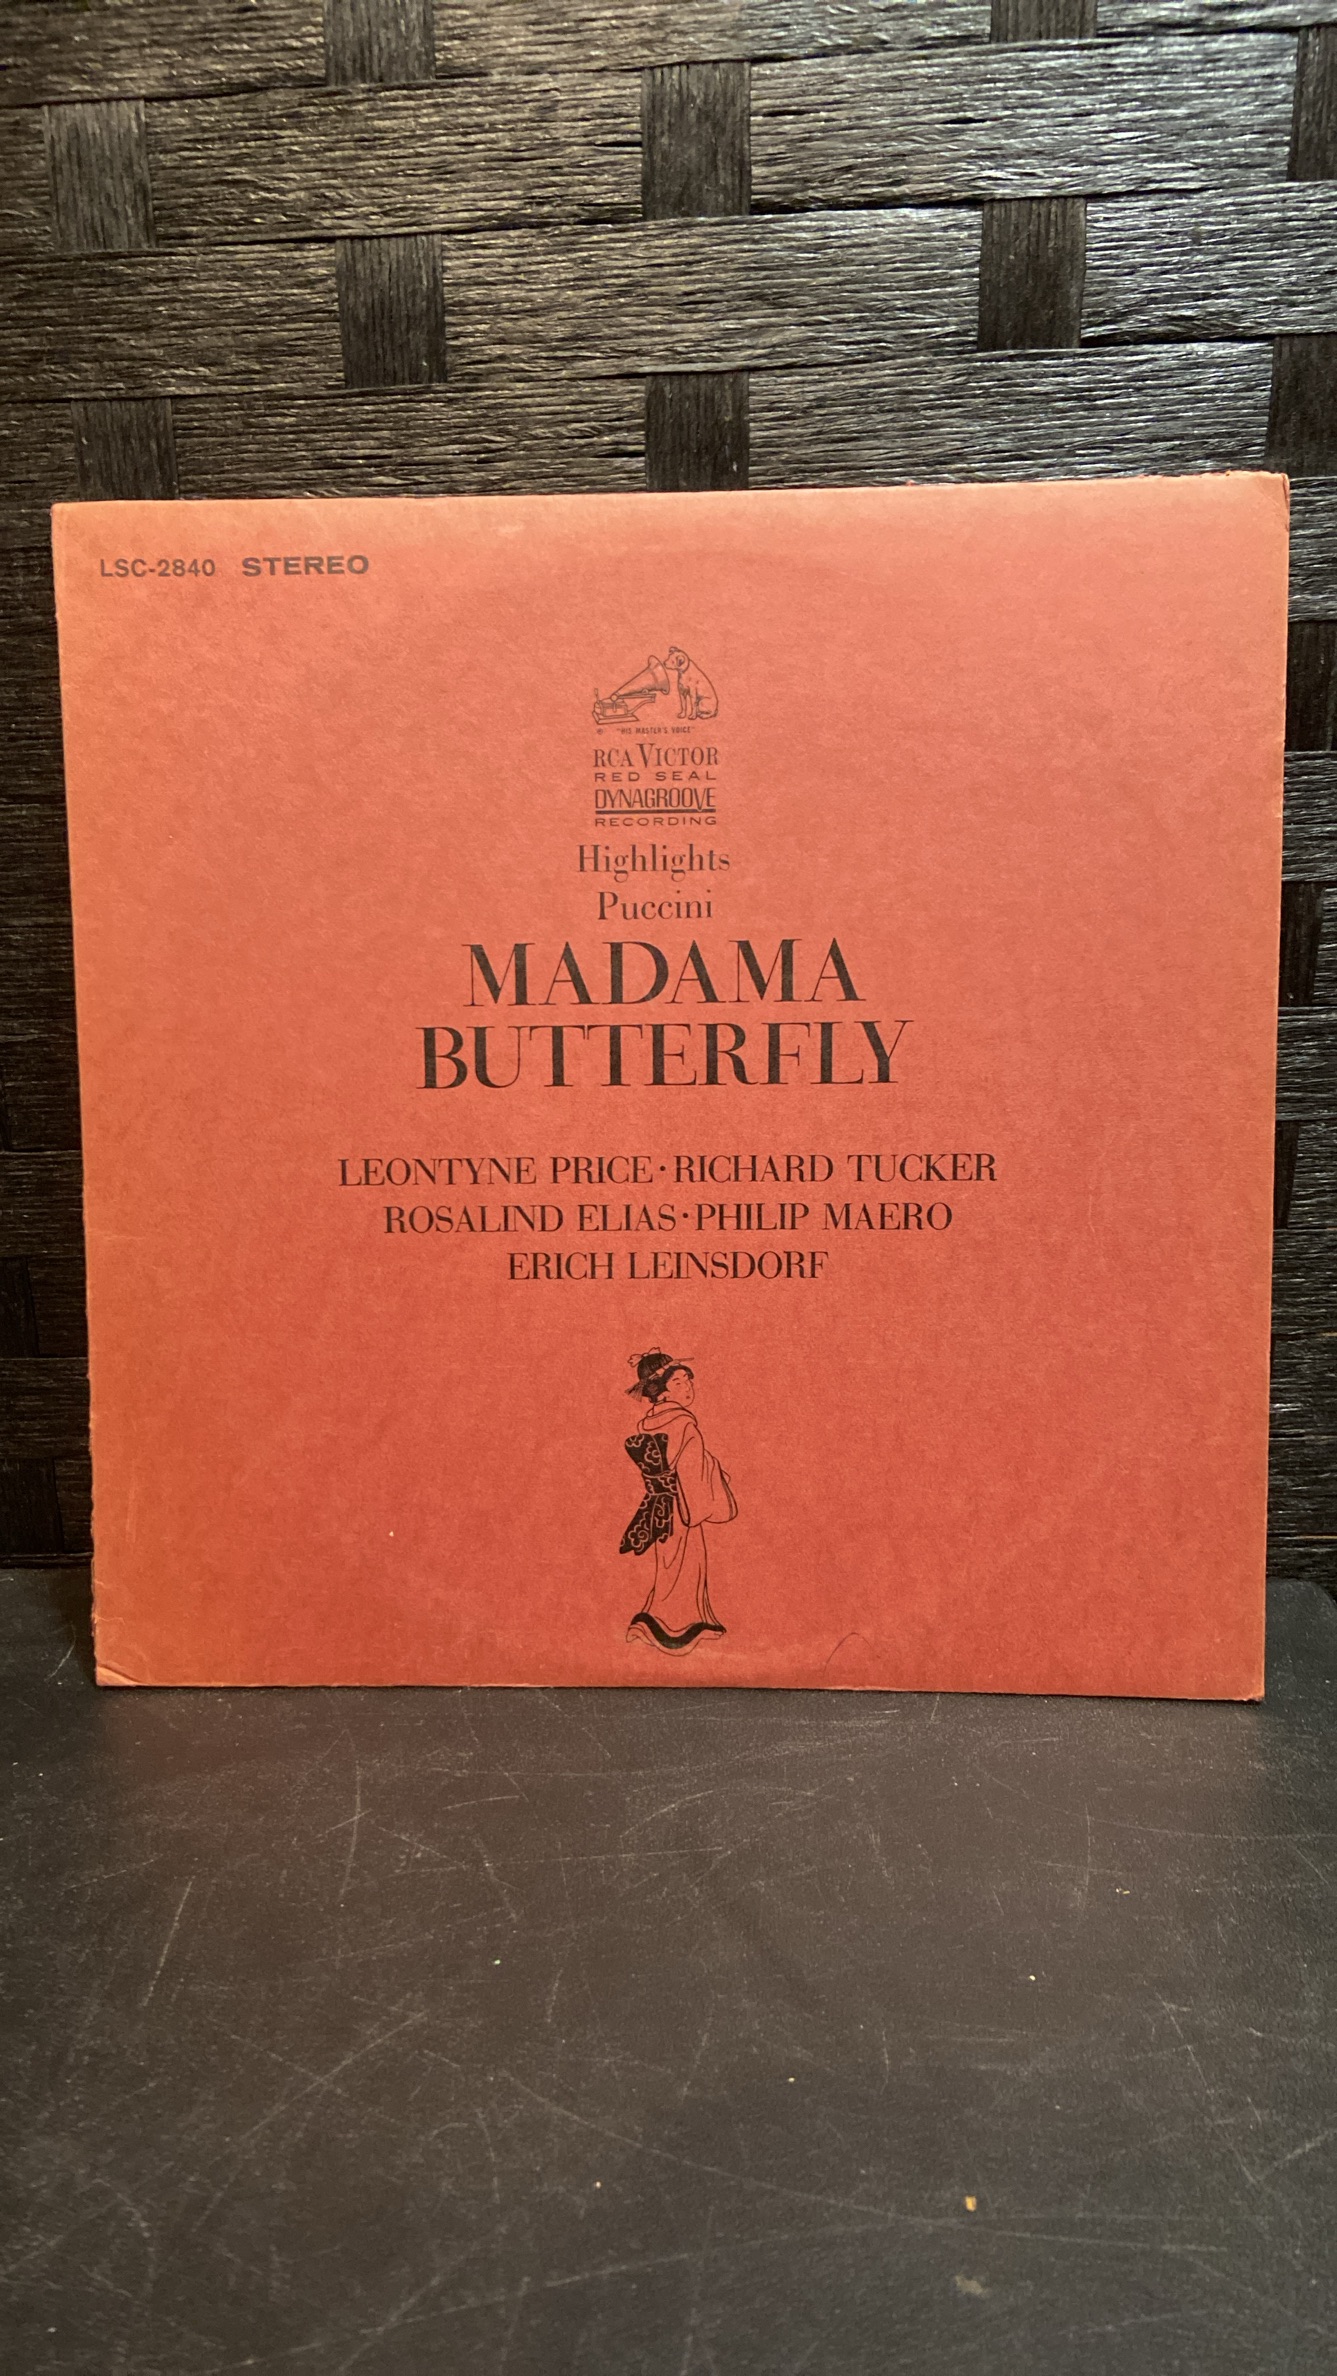 LSC-2840 STEREO
"HIS MASTER'S VOICE"
RCA VICTOR
RED SEAL
DYNAGROOVE
RECORDING
Highlights
Puccini
MADAMA
BUTTERFLY
LEONTYNE PRICE·RICHARD TUCKER
ROSALIND ELIAS·PHILIP MAERO
ERICH LEINSDORF